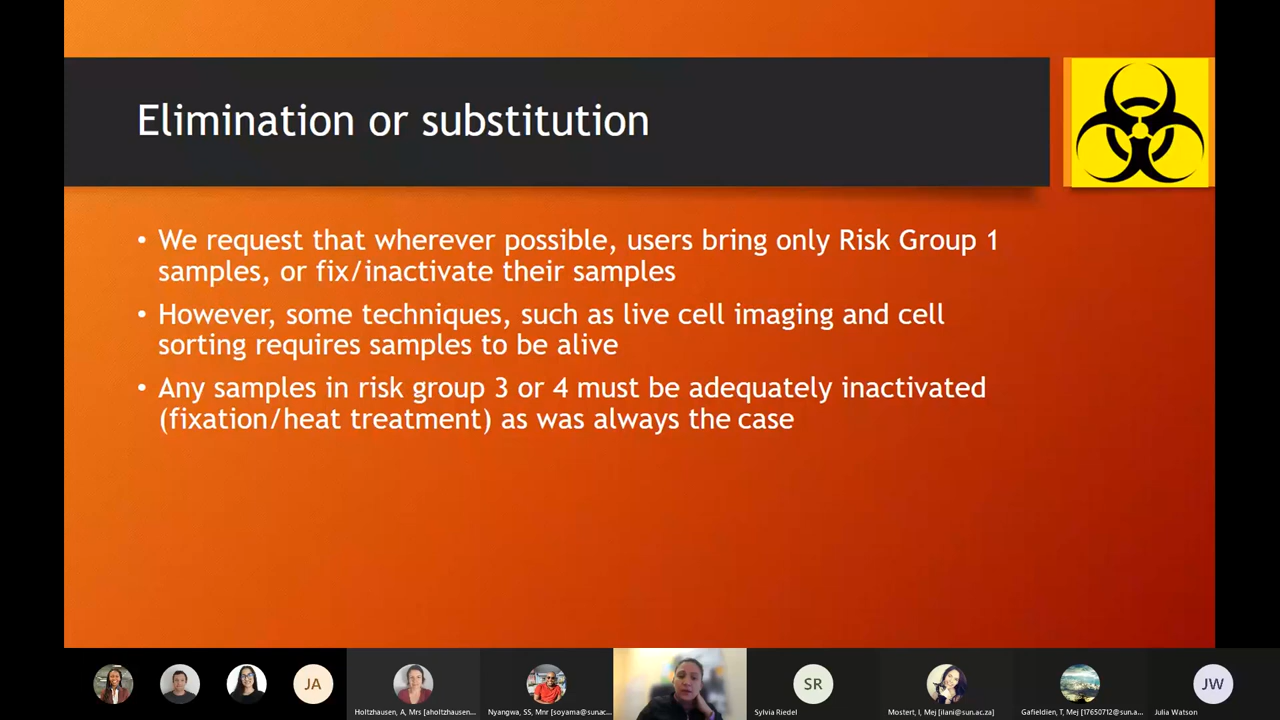 Elimination or substitution
• We request that wherever possible, users bring only Risk Group 1
samples, or fix/inactivate their samples
• However, some techniques, such as live cell imaging and cell
sorting requires samples to be alive
• Any samples in risk group 3 or 4 must be adequately inactivated
(fixation/heat treatment) as was always the case
JA
SR
JW
Holtzhausen, A, Mrs [aholtzhausen...
Nyangwa, SS, Mnr [soyama@sunac...
Sylvia Riedel
Mostert, I, Mej [ilani@sun.ac.za]
Gafieldien, T, Mej [17650712@sun.a...
Julia Watson